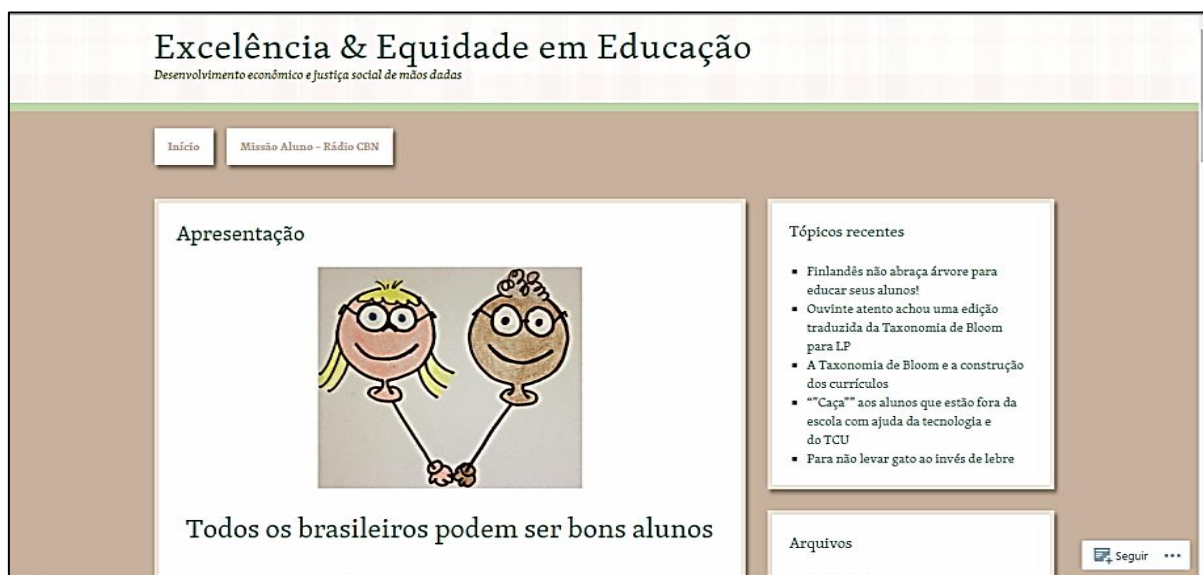 Excelência & Equidade em Educação
Desenvolvimento econômico e justiça social de mãos dadas
Início
Missão Aluno – Rádio CBN
Apresentação
Todos os brasileiros podem ser bons alunos
Tópicos recentes
Finlandês não abraça árvore para
educar seus alunos!
Ouvinte atento achou uma edição
traduzida da Taxonomia de Bloom
para LP
A Taxonomia de Bloom e a construção
dos currículos
“”Caça”” aos alunos que estão fora da
escola com ajuda da tecnologia e
do TCU
Para não levar gato ao invés de lebre
Arquivos
Seguir